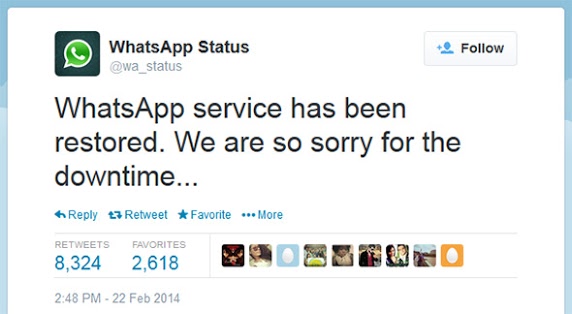 WhatsApp Status
@wa_status
Follow
WhatsApp service has been
restored. We are so sorry for the
downtime...
Reply Retweet Favorite More
RETWEETS FAVORITES
8,324 2,618
2:48 PM - 22 Feb 2014